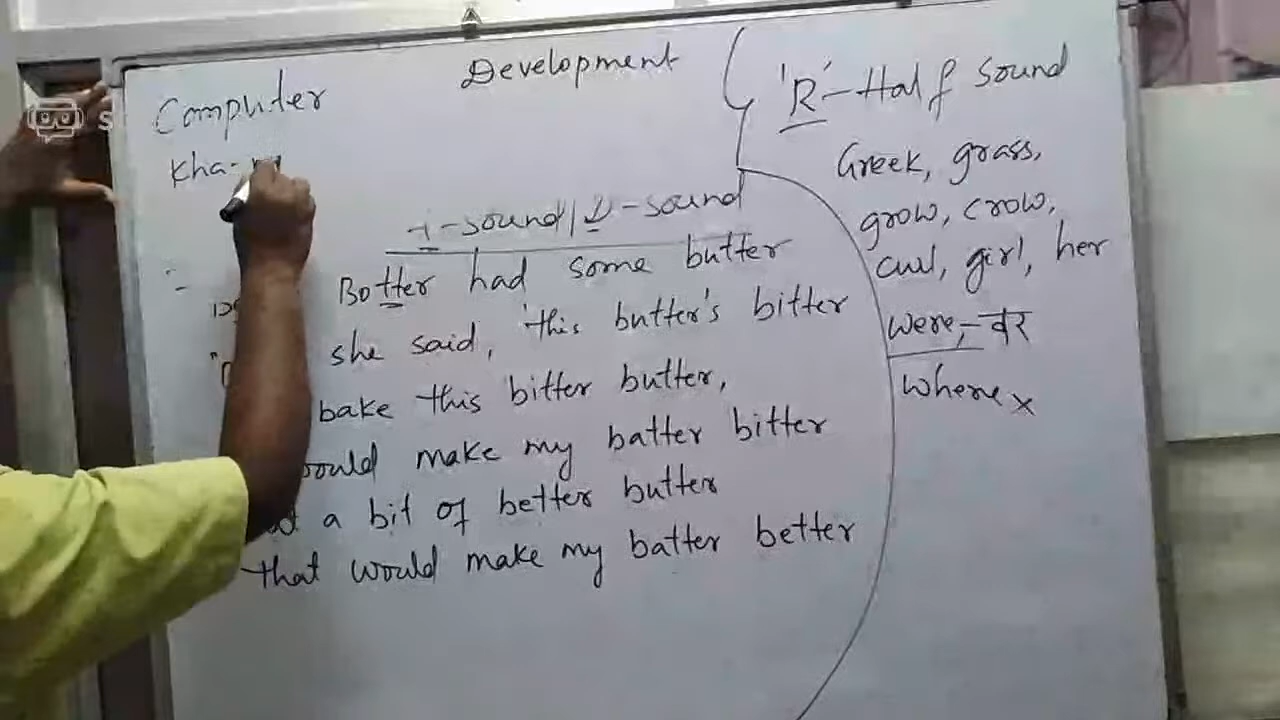 Development
Computer
Kha-
'R'-Half sound
Greek, grass,
grow, crow,
curl, girl, her
were,-वर
where x
t-sound/d-sound
Botter had some butter
she said, 'this butter's bitter
bake this bitter butter,
would make my batter bitter
a bit of better butter
that would make my batter better